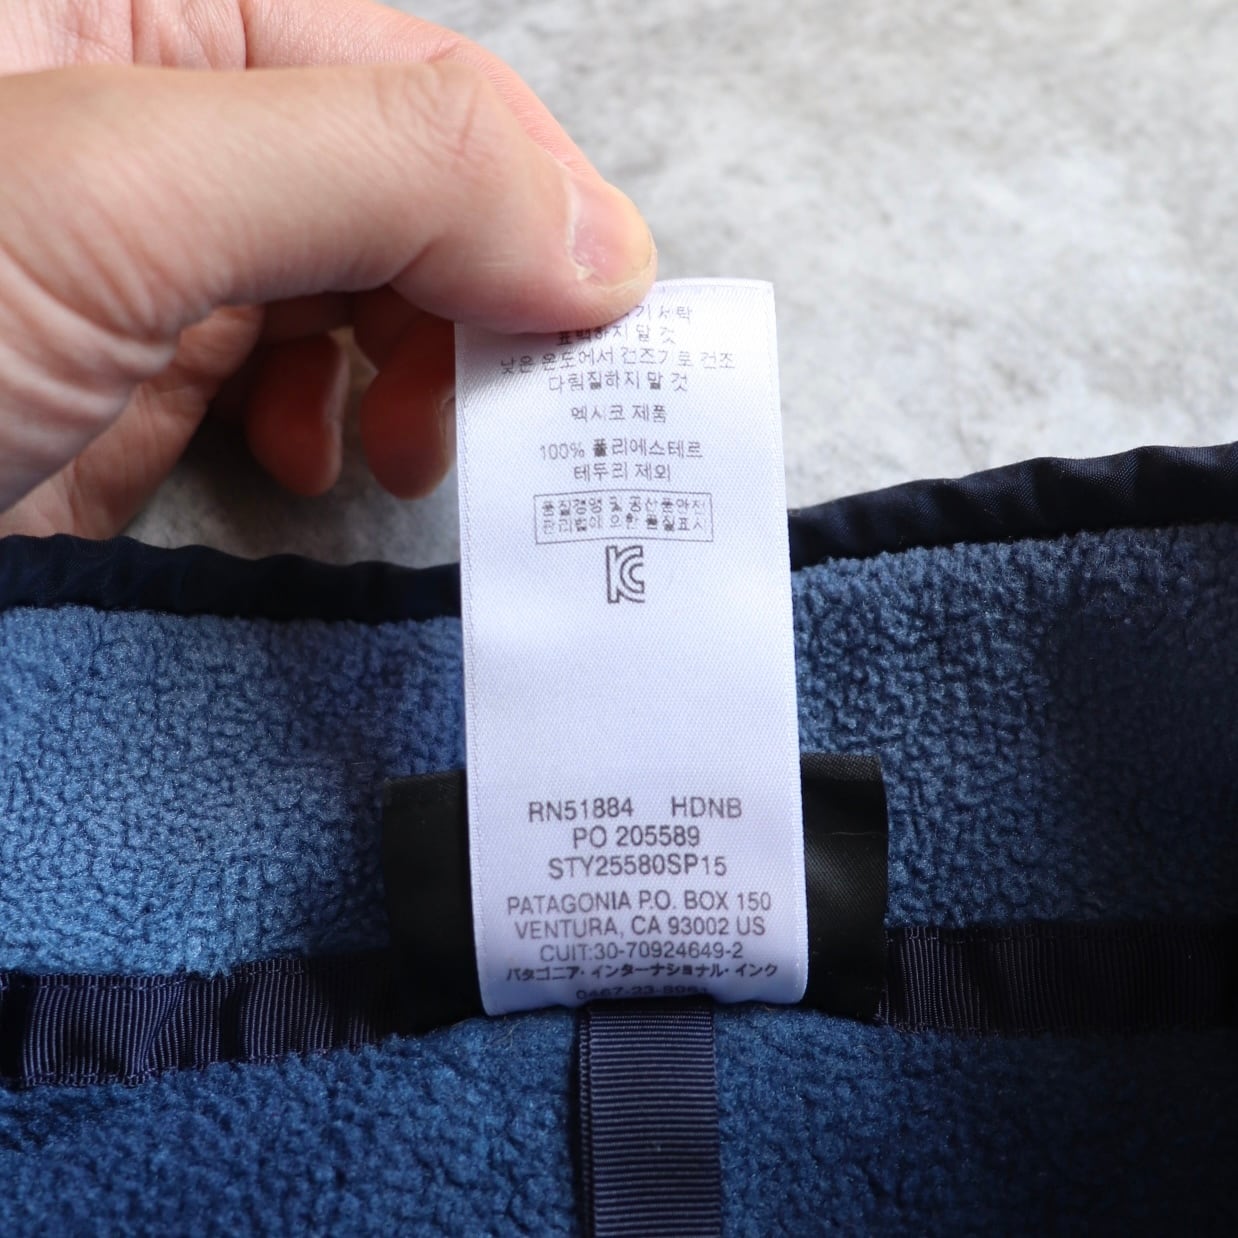 기 세탁
표백하지 말 것
낮은 온도에서 건조기로 건조
다림질하지 말 것
멕시코 제품
100% 폴리에스테르
테두리 제외
품질경영 및 공산품안전
관리법에 의한 품질표시
KC
RN51884 HDNB
PO 205589
STY25580SP15
PATAGONIA P.O. BOX 150
VENTURA, CA 93002 US
CUIT:30-70924649-2
パタゴニア・インターナショナル・インク